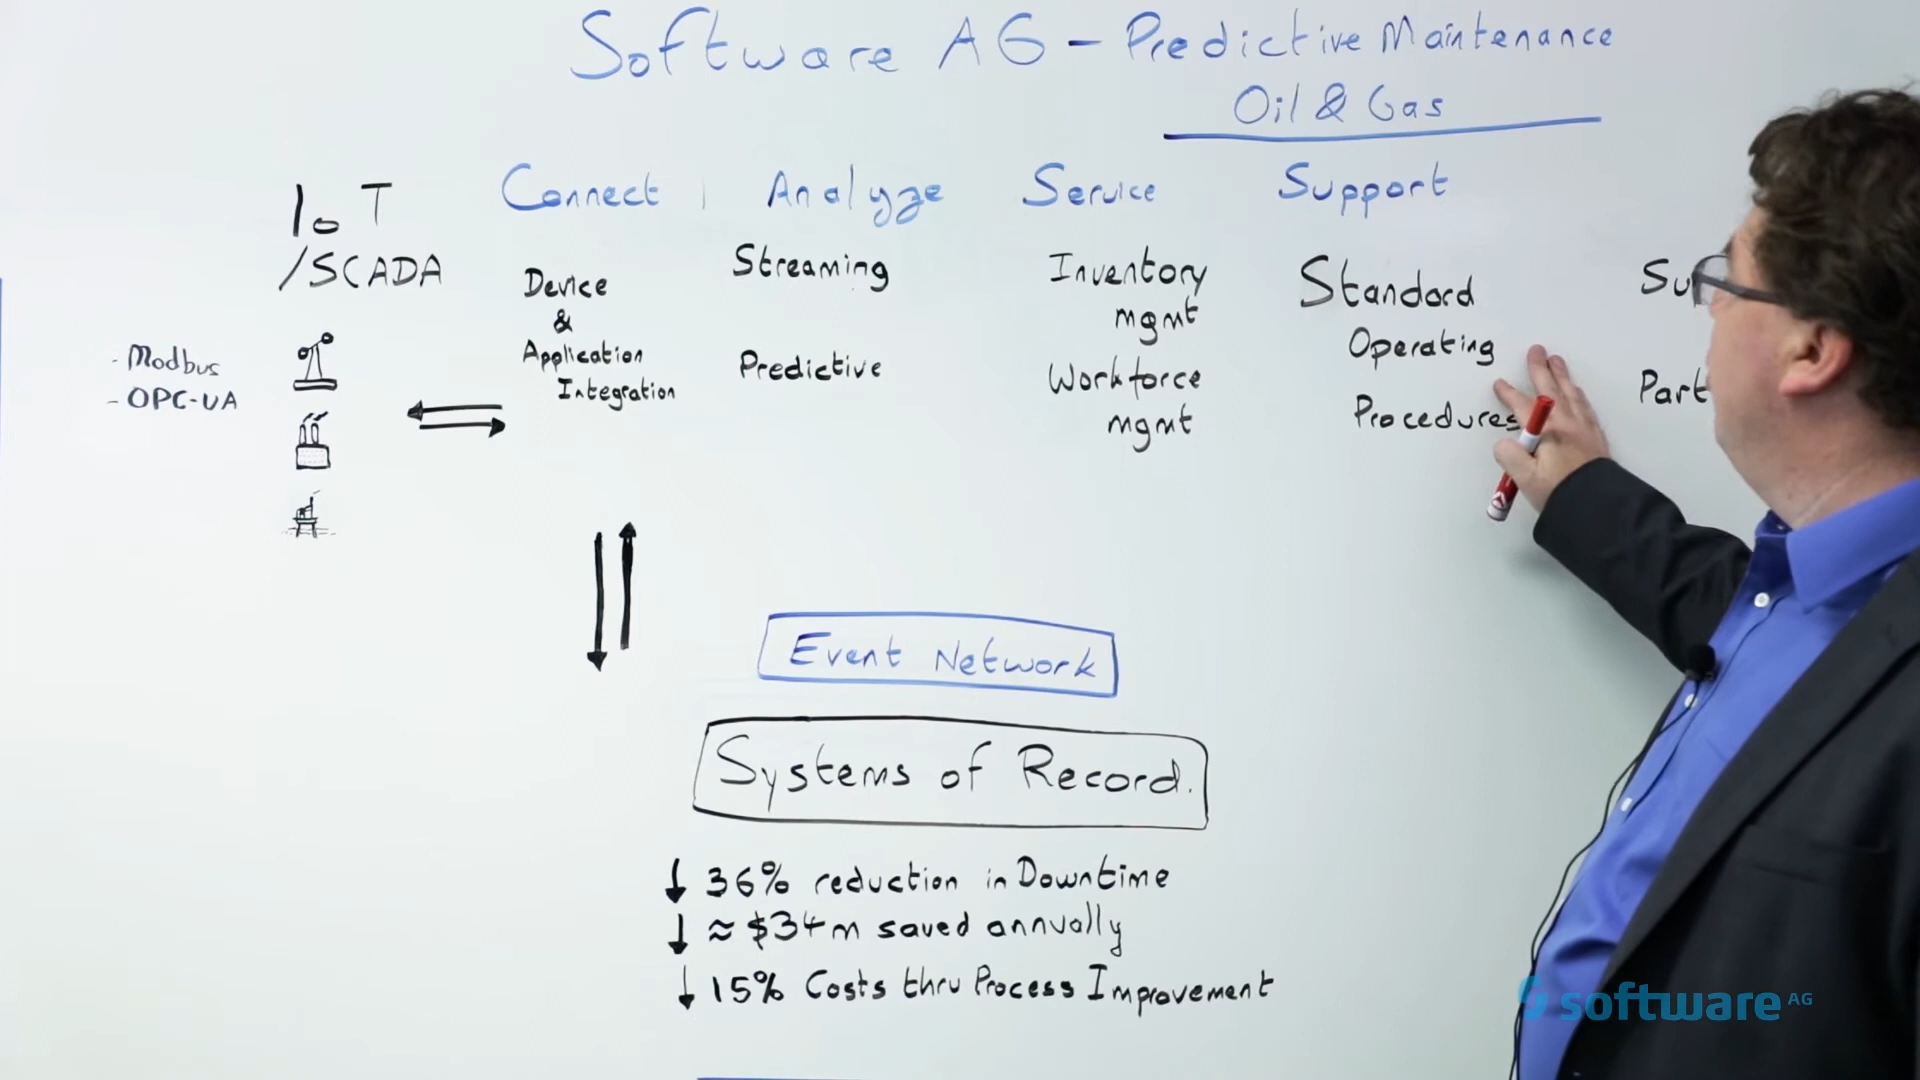 Software AG - Predictive Maintenance
Oil & Gas
IoT
/SCADA
- Modbus
- OPC-UA
Connect
Device
&
Application
Integration
Analyze
Streaming
Predictive
Service
Inventory
mgmt
Workforce
mgmt
Support
Standard
Operating
Procedures
Event Network
Systems of Record.
↓ 36% reduction in Downtime
↓ ≈ $34m saved annually
↓ 15% Costs thru Process Improvement
software AG